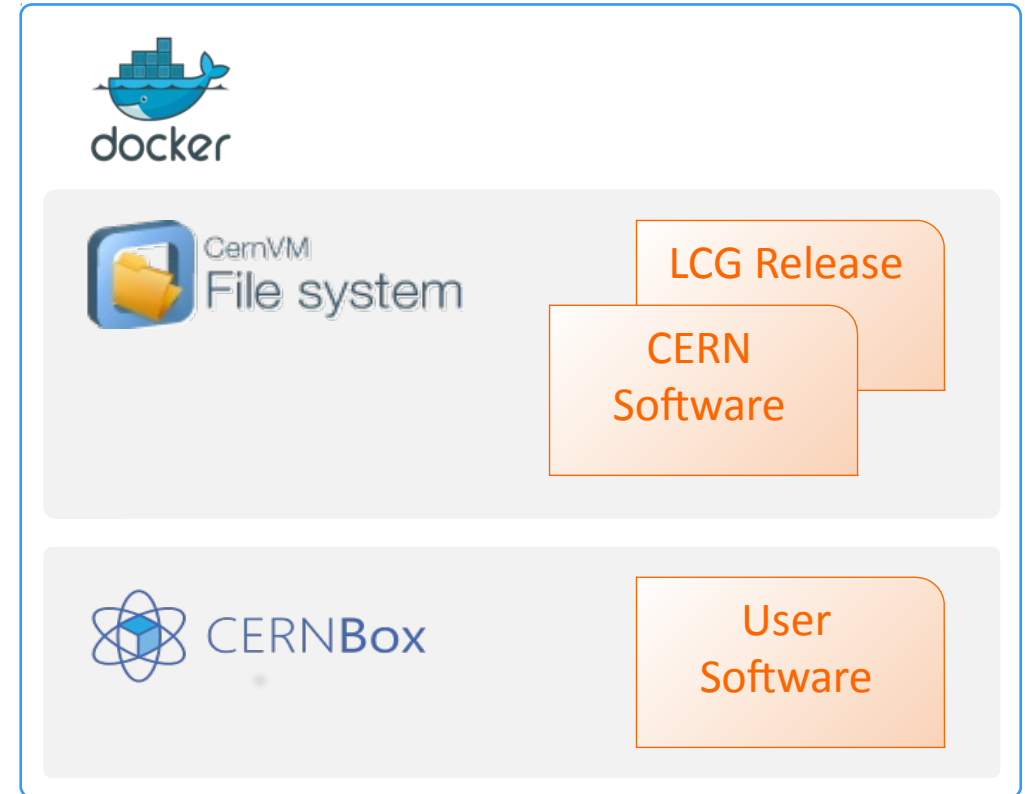 docker
CernVM
File system
LCG Release
CERN
Software
CERNBox
User
Software